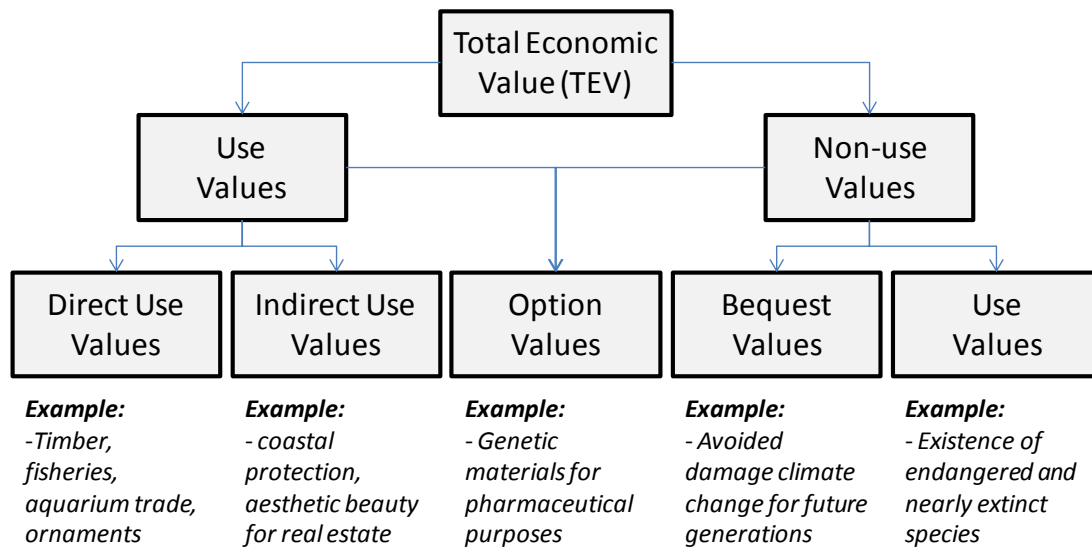 Total Economic
Value (TEV)
Use
Values
Non-use
Values
Direct Use
Values
Indirect Use
Values
Option
Values
Bequest
Values
Use
Values
Example:
-Timber,
fisheries,
aquarium trade,
ornaments
Example:
- coastal
protection,
aesthetic beauty
for real estate
Example:
- Genetic
materials for
pharmaceutical
purposes
Example:
- Avoided
damage climate
change for future
generations
Example:
- Existence of
endangered and
nearly extinct
species